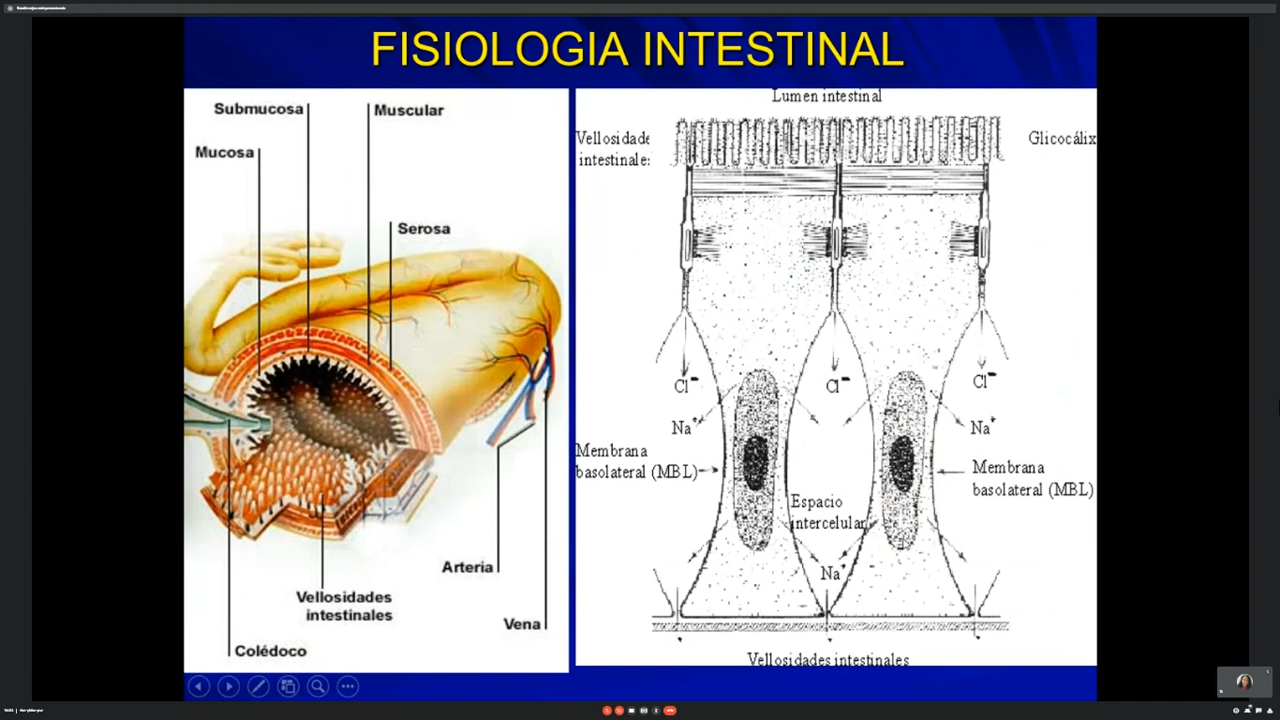 FISIOLOGIA INTESTINAL
Submucosa
Muscular
Mucosa
Serosa
Arteria
Vellosidades
intestinales
Vena
Colédoco
Lumen intestinal
Vellosidade
intestinales
Glicocálix
Cl⁻
Cl⁻
Cl⁻
Na⁺
Na⁺
Membrana
basolateral (MBL)
Membrana
basolateral (MBL)
Espacio
intercelular
Na⁺
Vellosidades intestinales